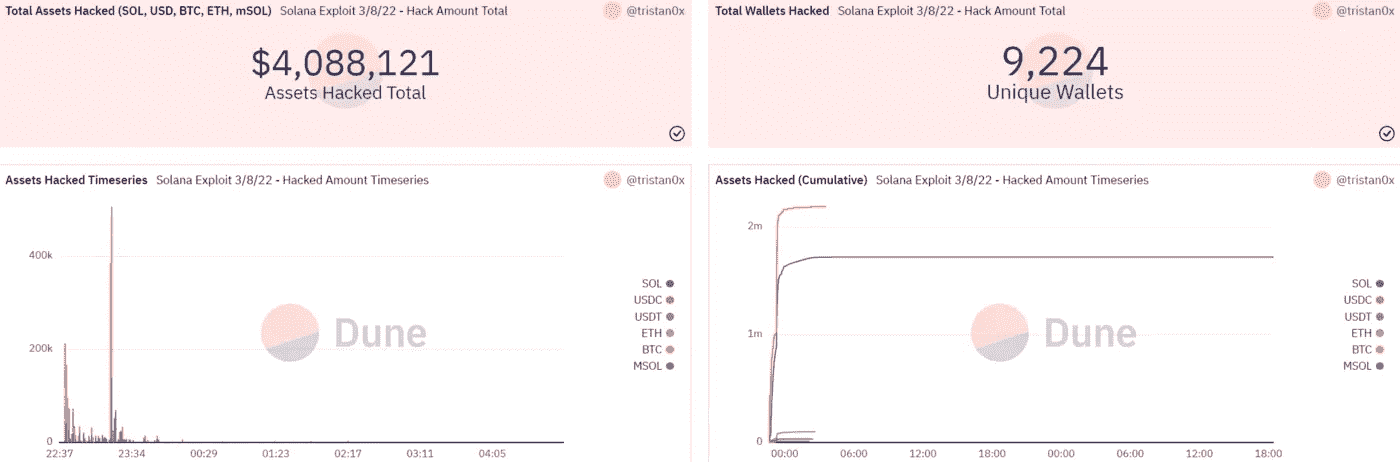 Total Assets Hacked (SOL, USD, BTC, ETH, mSOL) Solana Exploit 3/8/22 - Hack Amount Total @tristan0x
$4,088,121
Assets Hacked Total
Total Wallets Hacked Solana Exploit 3/8/22 - Hack Amount Total @tristan0x
9,224
Unique Wallets
Assets Hacked Timeseries Solana Exploit 3/8/22 - Hacked Amount Timeseries @tristan0x
400k
200k
0
Dune
SOL
USDC
USDT
ETH
BTC
MSOL
22:37 23:34 00:29 01:23 02:17 03:11 04:05
Assets Hacked (Cumulative) Solana Exploit 3/8/22 - Hacked Amount Timeseries @tristan0x
2m
1m
0
Dune
SOL
USDC
USDT
ETH
BTC
MSOL
00:00 06:00 12:00 18:00 00:00 06:00 12:00 18:00